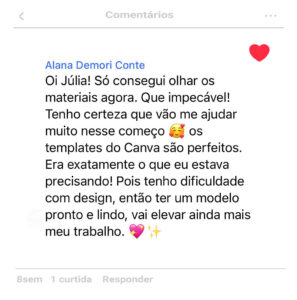 Comentários
Alana Demori Conte
Oi Júlia! Só consegui olhar os
materiais agora. Que impecável!
Tenho certeza que vão me ajudar
muito nesse começo 🥰 os
templates do Canva são perfeitos.
Era exatamente o que eu estava
precisando! Pois tenho dificuldade
com design, então ter um modelo
pronto e lindo, vai elevar ainda mais
meu trabalho. 💖✨
8sem 1 curtida Responder